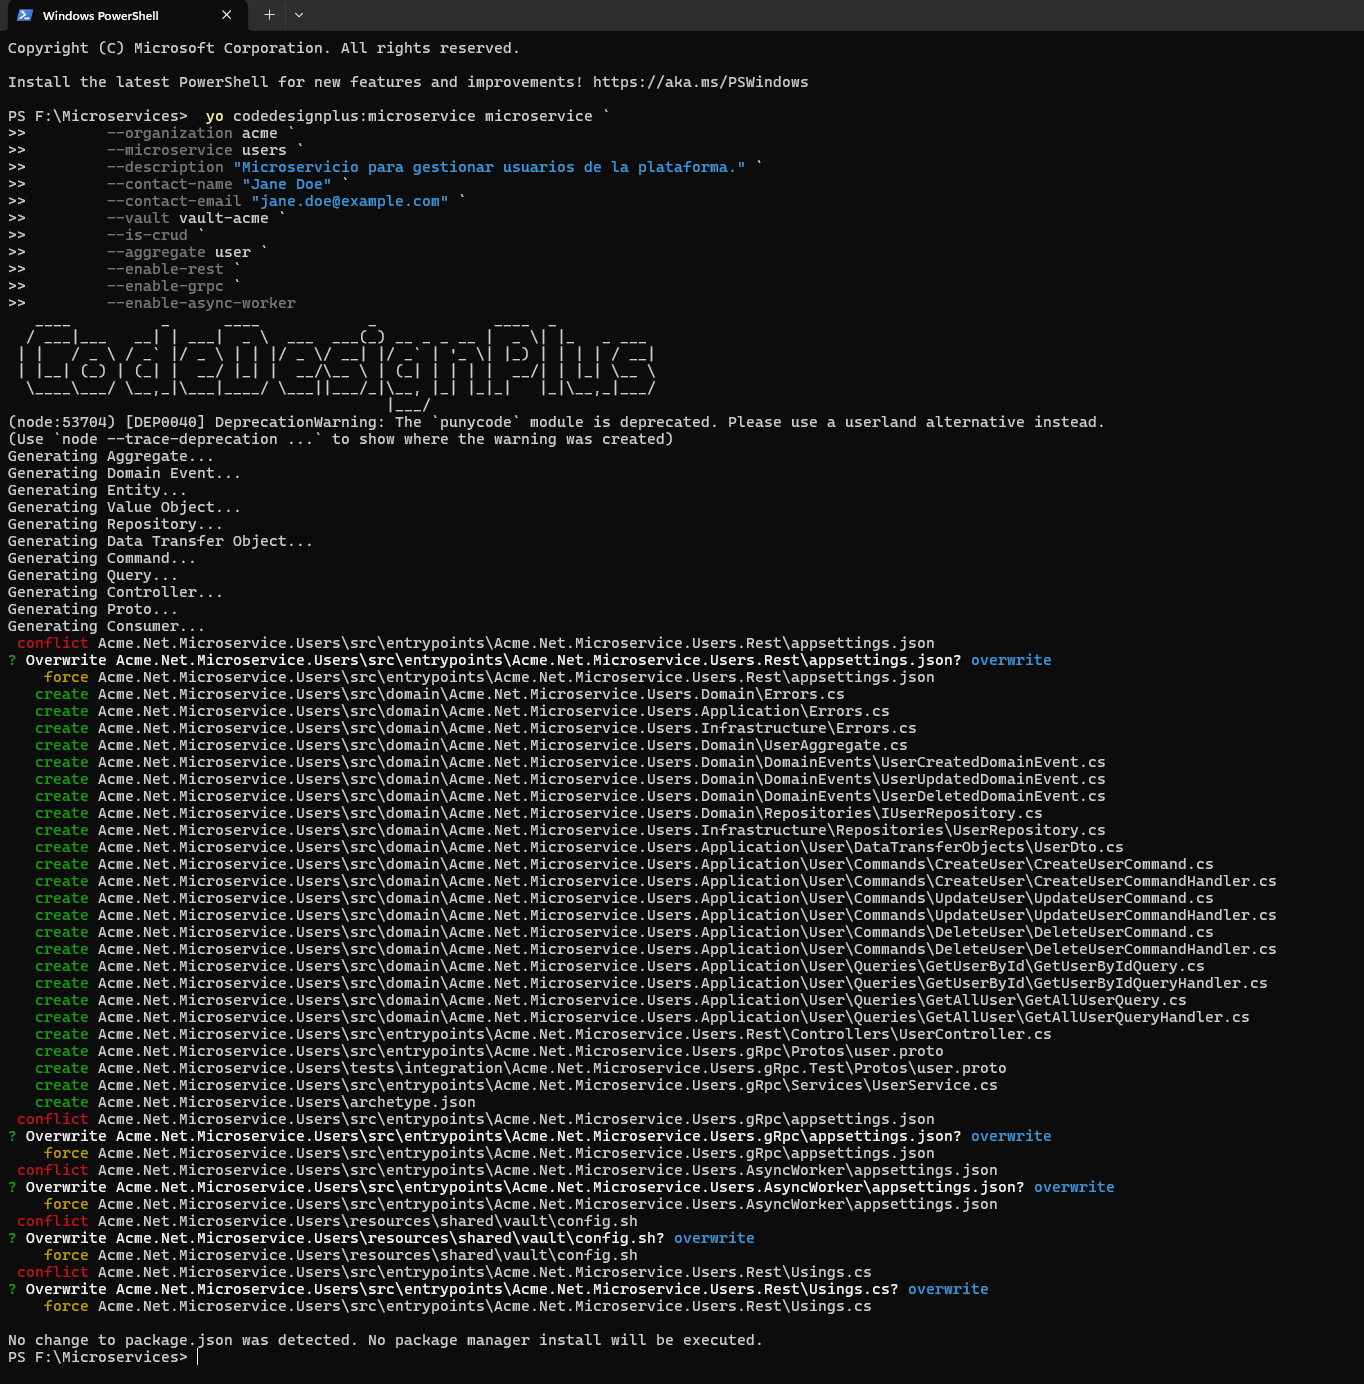 Windows PowerShell
Copyright (C) Microsoft Corporation. All rights reserved.
Install the latest PowerShell for new features and improvements! https://aka.ms/PSWindows
PS F:\Microservices>  yo codedesignplus:microservice microservice `
>>         --organization acme `
>>         --microservice users `
>>         --description "Microservicio para gestionar usuarios de la plataforma." `
>>         --contact-name "Jane Doe" `
>>         --contact-email "jane.doe@example.com" `
>>         --vault vault-acme `
>>         --is-crud `
>>         --aggregate user `
>>         --enable-rest `
>>         --enable-grpc `
>>         --enable-async-worker
CodeDesignPlus
(node:53704) [DEP0040] DeprecationWarning: The `punycode` module is deprecated. Please use a userland alternative instead.
(Use `node --trace-deprecation ...` to show where the warning was created)
Generating Aggregate...
Generating Domain Event...
Generating Entity...
Generating Value Object...
Generating Repository...
Generating Data Transfer Object...
Generating Command...
Generating Query...
Generating Controller...
Generating Proto...
Generating Consumer...
 conflict Acme.Net.Microservice.Users\src\entrypoints\Acme.Net.Microservice.Users.Rest\appsettings.json
? Overwrite Acme.Net.Microservice.Users\src\entrypoints\Acme.Net.Microservice.Users.Rest\appsettings.json? overwrite
    force Acme.Net.Microservice.Users\src\entrypoints\Acme.Net.Microservice.Users.Rest\appsettings.json
   create Acme.Net.Microservice.Users\src\domain\Acme.Net.Microservice.Users.Domain\Errors.cs
   create Acme.Net.Microservice.Users\src\domain\Acme.Net.Microservice.Users.Application\Errors.cs
   create Acme.Net.Microservice.Users\src\domain\Acme.Net.Microservice.Users.Infrastructure\Errors.cs
   create Acme.Net.Microservice.Users\src\domain\Acme.Net.Microservice.Users.Domain\UserAggregate.cs
   create Acme.Net.Microservice.Users\src\domain\Acme.Net.Microservice.Users.Domain\DomainEvents\UserCreatedDomainEvent.cs
   create Acme.Net.Microservice.Users\src\domain\Acme.Net.Microservice.Users.Domain\DomainEvents\UserUpdatedDomainEvent.cs
   create Acme.Net.Microservice.Users\src\domain\Acme.Net.Microservice.Users.Domain\DomainEvents\UserDeletedDomainEvent.cs
   create Acme.Net.Microservice.Users\src\domain\Acme.Net.Microservice.Users.Domain\Repositories\IUserRepository.cs
   create Acme.Net.Microservice.Users\src\domain\Acme.Net.Microservice.Users.Infrastructure\Repositories\UserRepository.cs
   create Acme.Net.Microservice.Users\src\domain\Acme.Net.Microservice.Users.Application\User\DataTransferObjects\UserDto.cs
   create Acme.Net.Microservice.Users\src\domain\Acme.Net.Microservice.Users.Application\User\Commands\CreateUser\CreateUserCommand.cs
   create Acme.Net.Microservice.Users\src\domain\Acme.Net.Microservice.Users.Application\User\Commands\CreateUser\CreateUserCommandHandler.cs
   create Acme.Net.Microservice.Users\src\domain\Acme.Net.Microservice.Users.Application\User\Commands\UpdateUser\UpdateUserCommand.cs
   create Acme.Net.Microservice.Users\src\domain\Acme.Net.Microservice.Users.Application\User\Commands\UpdateUser\UpdateUserCommandHandler.cs
   create Acme.Net.Microservice.Users\src\domain\Acme.Net.Microservice.Users.Application\User\Commands\DeleteUser\DeleteUserCommand.cs
   create Acme.Net.Microservice.Users\src\domain\Acme.Net.Microservice.Users.Application\User\Commands\DeleteUser\DeleteUserCommandHandler.cs
   create Acme.Net.Microservice.Users\src\domain\Acme.Net.Microservice.Users.Application\User\Queries\GetUserById\GetUserByIdQuery.cs
   create Acme.Net.Microservice.Users\src\domain\Acme.Net.Microservice.Users.Application\User\Queries\GetUserById\GetUserByIdQueryHandler.cs
   create Acme.Net.Microservice.Users\src\domain\Acme.Net.Microservice.Users.Application\User\Queries\GetAllUser\GetAllUserQuery.cs
   create Acme.Net.Microservice.Users\src\domain\Acme.Net.Microservice.Users.Application\User\Queries\GetAllUser\GetAllUserQueryHandler.cs
   create Acme.Net.Microservice.Users\src\entrypoints\Acme.Net.Microservice.Users.Rest\Controllers\UserController.cs
   create Acme.Net.Microservice.Users\src\entrypoints\Acme.Net.Microservice.Users.gRpc\Protos\user.proto
   create Acme.Net.Microservice.Users\tests\integration\Acme.Net.Microservice.Users.gRpc.Test\Protos\user.proto
   create Acme.Net.Microservice.Users\src\entrypoints\Acme.Net.Microservice.Users.gRpc\Services\UserService.cs
   create Acme.Net.Microservice.Users\archetype.json
 conflict Acme.Net.Microservice.Users\src\entrypoints\Acme.Net.Microservice.Users.gRpc\appsettings.json
? Overwrite Acme.Net.Microservice.Users\src\entrypoints\Acme.Net.Microservice.Users.gRpc\appsettings.json? overwrite
    force Acme.Net.Microservice.Users\src\entrypoints\Acme.Net.Microservice.Users.gRpc\appsettings.json
 conflict Acme.Net.Microservice.Users\src\entrypoints\Acme.Net.Microservice.Users.AsyncWorker\appsettings.json
? Overwrite Acme.Net.Microservice.Users\src\entrypoints\Acme.Net.Microservice.Users.AsyncWorker\appsettings.json? overwrite
    force Acme.Net.Microservice.Users\src\entrypoints\Acme.Net.Microservice.Users.AsyncWorker\appsettings.json
 conflict Acme.Net.Microservice.Users\resources\shared\vault\config.sh
? Overwrite Acme.Net.Microservice.Users\resources\shared\vault\config.sh? overwrite
    force Acme.Net.Microservice.Users\resources\shared\vault\config.sh
 conflict Acme.Net.Microservice.Users\src\entrypoints\Acme.Net.Microservice.Users.Rest\Usings.cs
? Overwrite Acme.Net.Microservice.Users\src\entrypoints\Acme.Net.Microservice.Users.Rest\Usings.cs? overwrite
    force Acme.Net.Microservice.Users\src\entrypoints\Acme.Net.Microservice.Users.Rest\Usings.cs
No change to package.json was detected. No package manager install will be executed.
PS F:\Microservices>